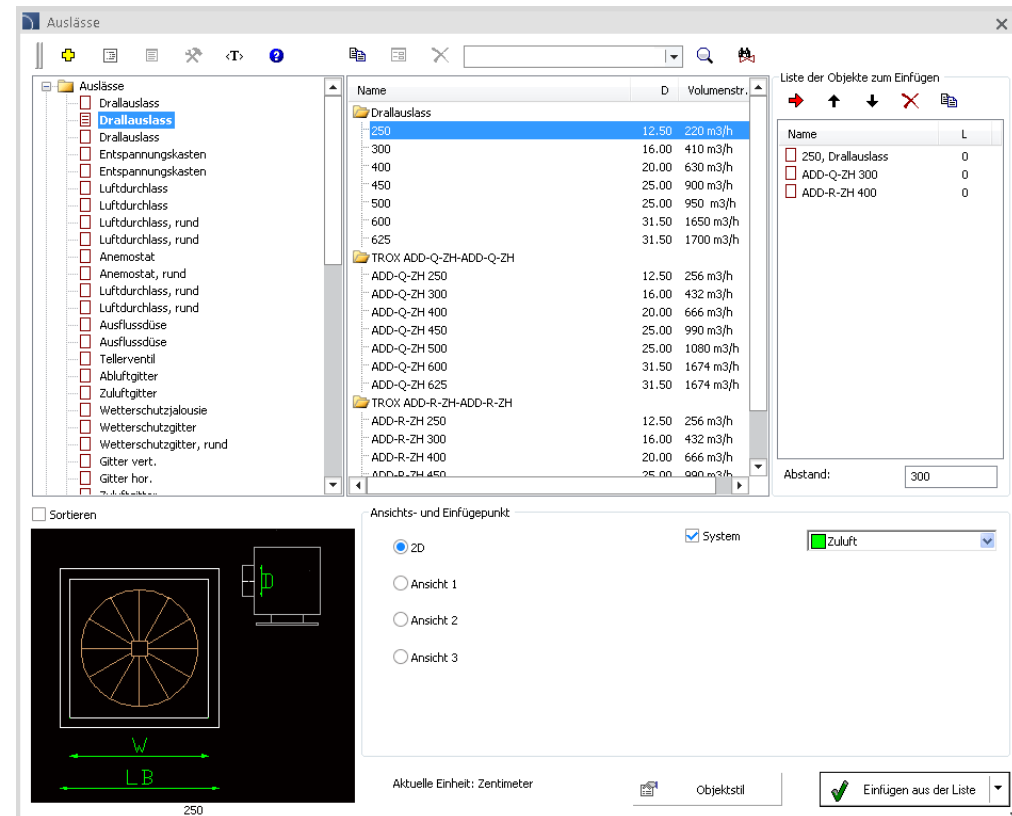 Auslässe
‹T›
Auslässe
Drallauslass
Drallauslass
Drallauslass
Entspannungskasten
Entspannungskasten
Luftdurchlass
Luftdurchlass
Luftdurchlass, rund
Luftdurchlass, rund
Anemostat
Anemostat, rund
Luftdurchlass, rund
Luftdurchlass, rund
Ausflussdüse
Ausflussdüse
Tellerventil
Abluftgitter
Zuluftgitter
Wetterschutzjalousie
Wetterschutzgitter
Wetterschutzgitter, rund
Gitter vert.
Gitter hor.
Name D Volumenstr.
Drallauslass
250 12.50 220 m3/h
300 16.00 410 m3/h
400 20.00 630 m3/h
450 25.00 900 m3/h
500 25.00 950 m3/h
600 31.50 1650 m3/h
625 31.50 1700 m3/h
TROX ADD-Q-ZH-ADD-Q-ZH
ADD-Q-ZH 250 12.50 256 m3/h
ADD-Q-ZH 300 16.00 432 m3/h
ADD-Q-ZH 400 20.00 666 m3/h
ADD-Q-ZH 450 25.00 990 m3/h
ADD-Q-ZH 500 25.00 1080 m3/h
ADD-Q-ZH 600 31.50 1674 m3/h
ADD-Q-ZH 625 31.50 1674 m3/h
TROX ADD-R-ZH-ADD-R-ZH
ADD-R-ZH 250 12.50 256 m3/h
ADD-R-ZH 300 16.00 432 m3/h
ADD-R-ZH 400 20.00 666 m3/h
ADD-R-ZH 450 25.00 990 m3/h
Liste der Objekte zum Einfügen
Name L
250, Drallauslass 0
ADD-Q-ZH 300 0
ADD-R-ZH 400 0
Abstand: 300
Sortieren
D
W
LB
250
Ansichts- und Einfügepunkt
2D
Ansicht 1
Ansicht 2
Ansicht 3
System
Zuluft
Aktuelle Einheit: Zentimeter
Objektstil
Einfügen aus der Liste